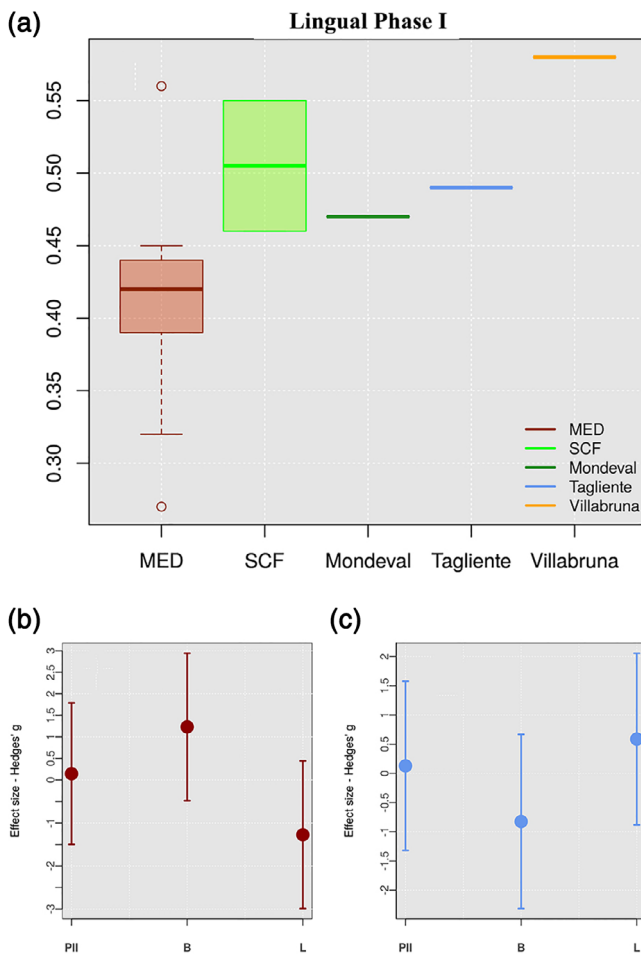 (a)
Lingual Phase I
0.55
0.50
0.45
0.40
0.35
0.30
MED
SCF
Mondeval
Tagliente
Villabruna
MED SCF Mondeval Tagliente Villabruna
(b)
Effect size - Hedges' g
3
2.5
2
1.5
1
0.5
0
-1
-2
-3
PII B L
(c)
Effect size - Hedges' g
2
1.5
1
0.5
0
-0.5
-1
-1.5
-2
PII B L